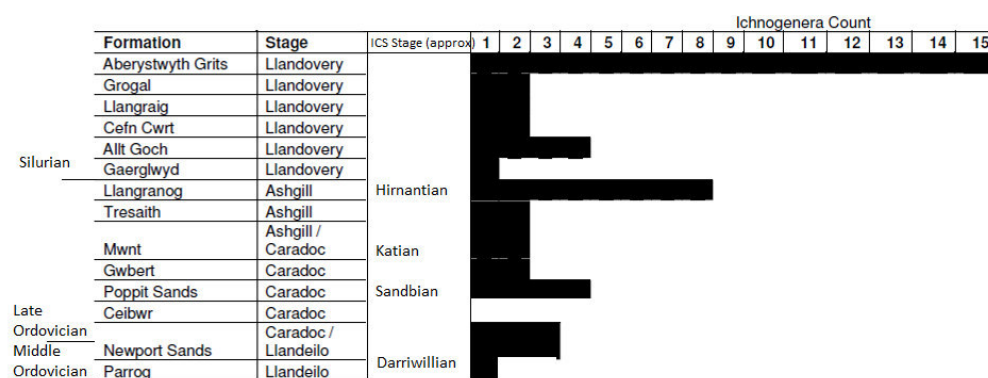 Ichnogenera Count
Formation Stage ICS Stage (approx) 1 2 3 4 5 6 7 8 9 10 11 12 13 14 15
Aberystwyth Grits Llandovery
Grogal Llandovery
Llangraig Llandovery
Cefn Cwrt Llandovery
Allt Goch Llandovery
Silurian
Gaerglwyd Llandovery
Llangranog Ashgill Hirnantian
Tresaith Ashgill
Ashgill /
Mwnt Caradoc Katian
Gwbert Caradoc
Poppit Sands Caradoc Sandbian
Late
Ceibwr Caradoc
Ordovician Caradoc /
Middle Newport Sands Llandeilo
Darriwillian
Ordovician Parrog Llandeilo